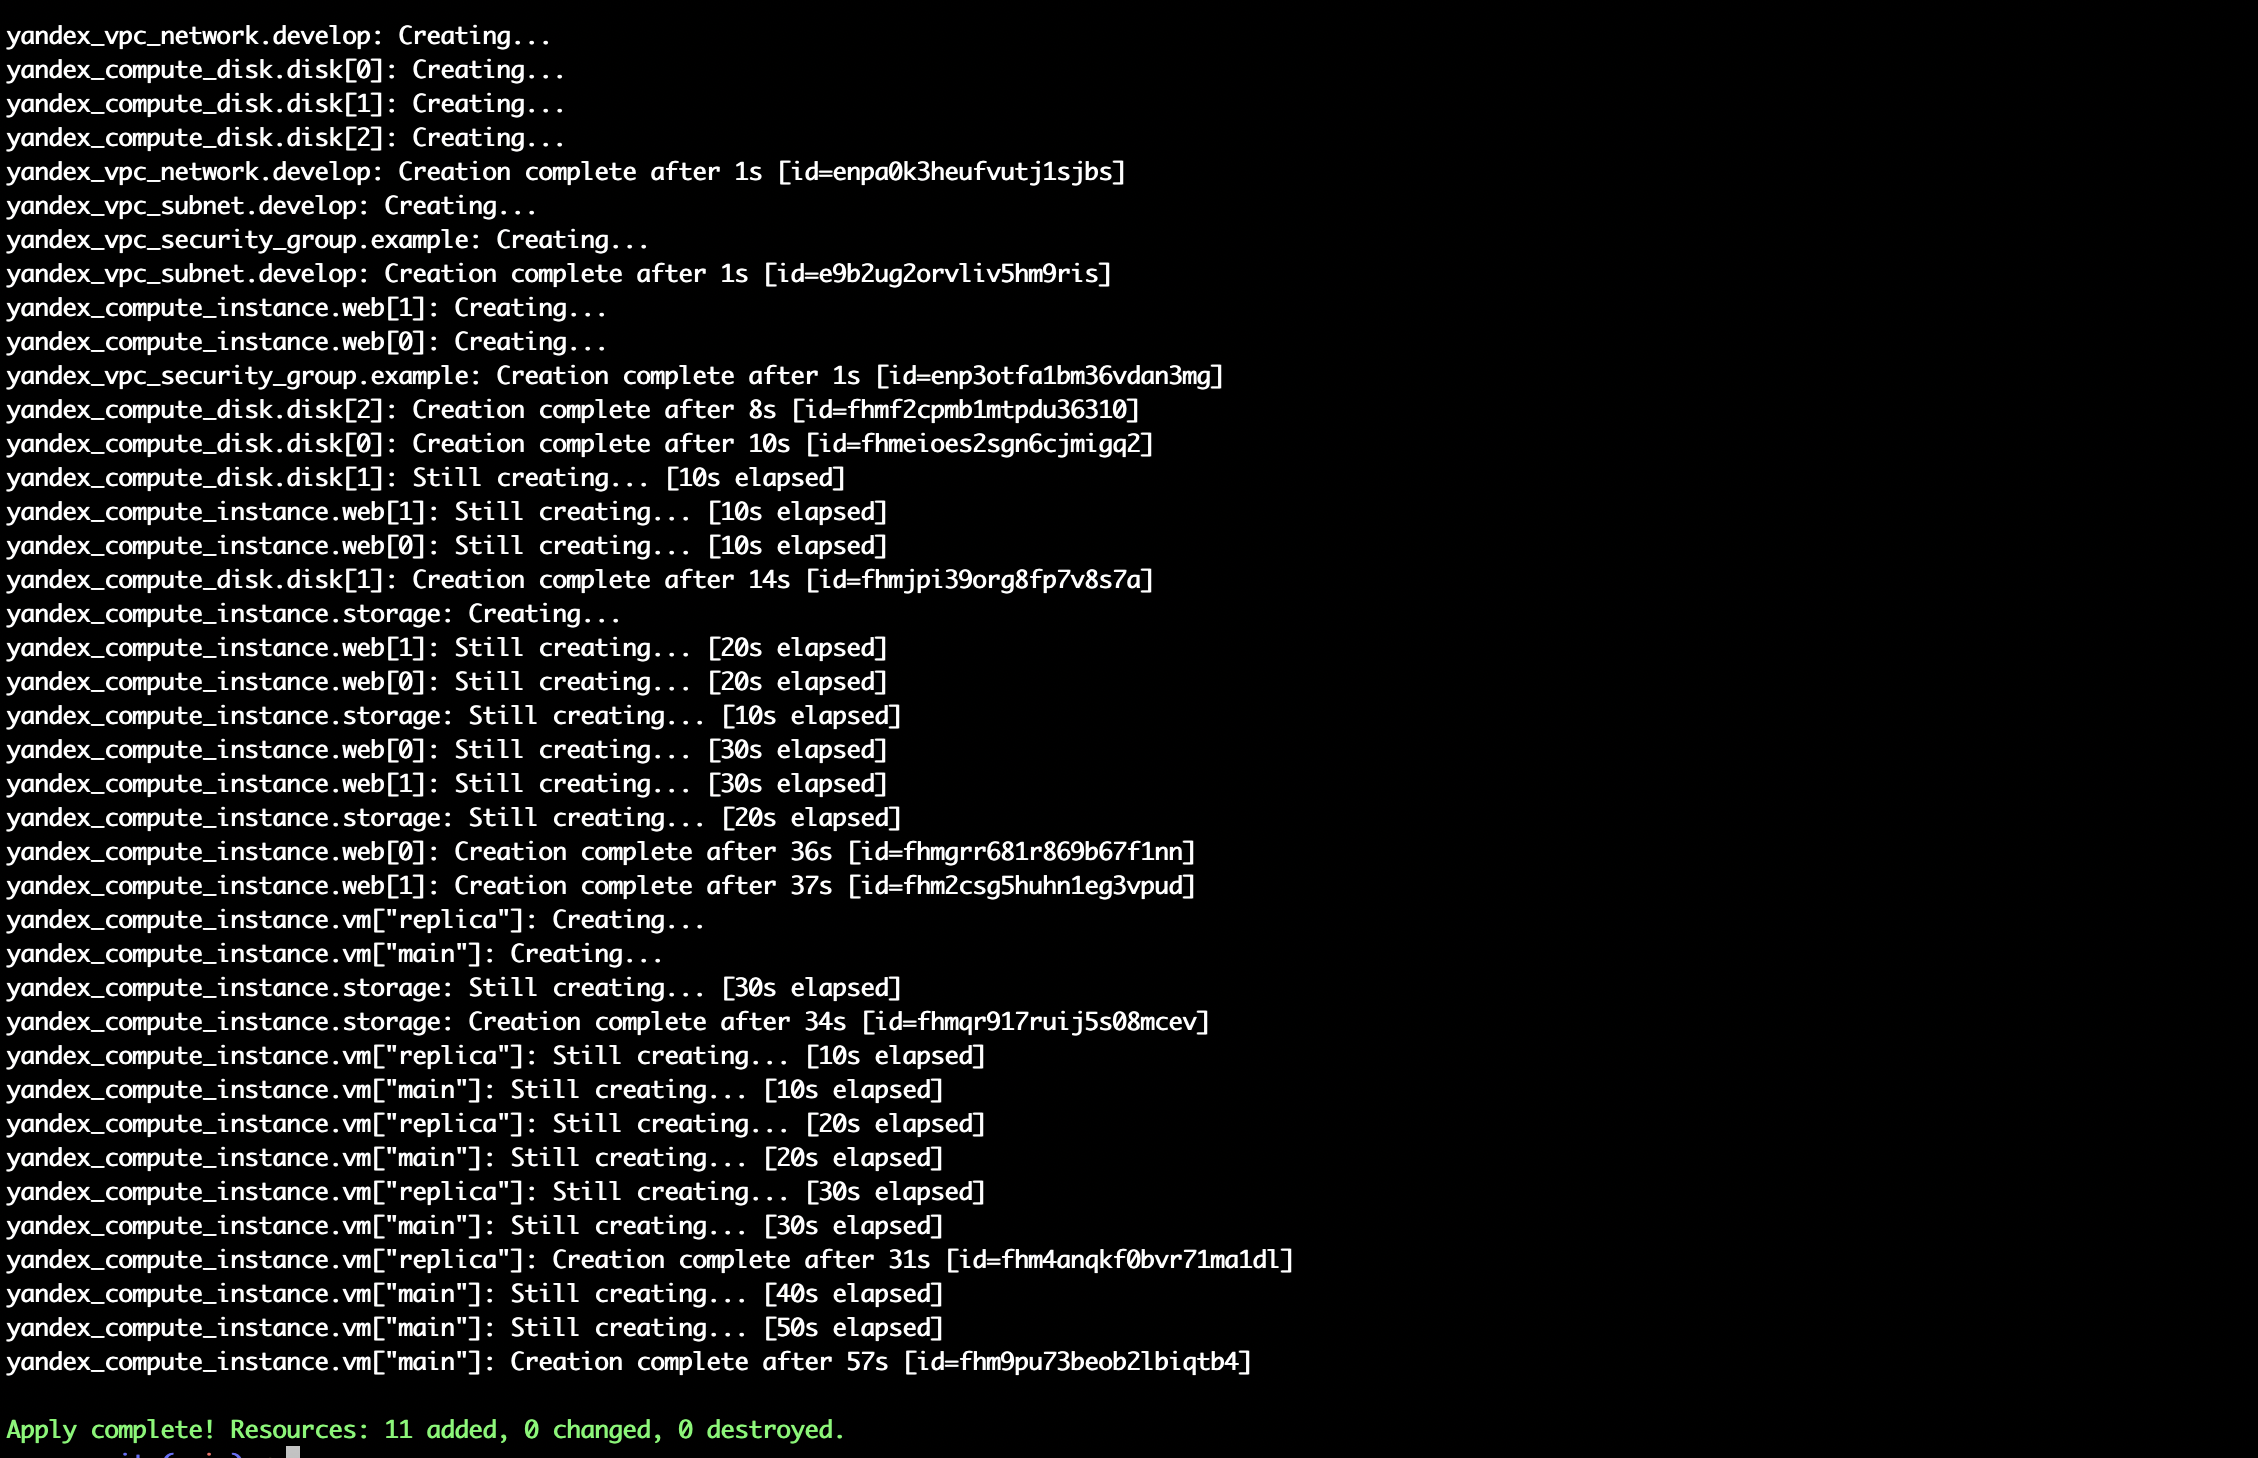 yandex_vpc_network.develop: Creating...
yandex_compute_disk.disk[0]: Creating...
yandex_compute_disk.disk[1]: Creating...
yandex_compute_disk.disk[2]: Creating...
yandex_vpc_network.develop: Creation complete after 1s [id=enpa0k3heufvutj1sjbs]
yandex_vpc_subnet.develop: Creating...
yandex_vpc_security_group.example: Creating...
yandex_vpc_subnet.develop: Creation complete after 1s [id=e9b2ug2orvliv5hm9ris]
yandex_compute_instance.web[1]: Creating...
yandex_compute_instance.web[0]: Creating...
yandex_vpc_security_group.example: Creation complete after 1s [id=enp3otfa1bm36vdan3mg]
yandex_compute_disk.disk[2]: Creation complete after 8s [id=fhmf2cpmb1mtpdu36310]
yandex_compute_disk.disk[0]: Creation complete after 10s [id=fhmeioes2sgn6cjmigq2]
yandex_compute_disk.disk[1]: Still creating... [10s elapsed]
yandex_compute_instance.web[1]: Still creating... [10s elapsed]
yandex_compute_instance.web[0]: Still creating... [10s elapsed]
yandex_compute_disk.disk[1]: Creation complete after 14s [id=fhmjpi39org8fp7v8s7a]
yandex_compute_instance.storage: Creating...
yandex_compute_instance.web[1]: Still creating... [20s elapsed]
yandex_compute_instance.web[0]: Still creating... [20s elapsed]
yandex_compute_instance.storage: Still creating... [10s elapsed]
yandex_compute_instance.web[0]: Still creating... [30s elapsed]
yandex_compute_instance.web[1]: Still creating... [30s elapsed]
yandex_compute_instance.storage: Still creating... [20s elapsed]
yandex_compute_instance.web[0]: Creation complete after 36s [id=fhmgrr681r869b67f1nn]
yandex_compute_instance.web[1]: Creation complete after 37s [id=fhm2csg5huhn1eg3vpud]
yandex_compute_instance.vm["replica"]: Creating...
yandex_compute_instance.vm["main"]: Creating...
yandex_compute_instance.storage: Still creating... [30s elapsed]
yandex_compute_instance.storage: Creation complete after 34s [id=fhmqr917ruij5s08mcev]
yandex_compute_instance.vm["replica"]: Still creating... [10s elapsed]
yandex_compute_instance.vm["main"]: Still creating... [10s elapsed]
yandex_compute_instance.vm["replica"]: Still creating... [20s elapsed]
yandex_compute_instance.vm["main"]: Still creating... [20s elapsed]
yandex_compute_instance.vm["replica"]: Still creating... [30s elapsed]
yandex_compute_instance.vm["main"]: Still creating... [30s elapsed]
yandex_compute_instance.vm["replica"]: Creation complete after 31s [id=fhm4anqkf0bvr71ma1dl]
yandex_compute_instance.vm["main"]: Still creating... [40s elapsed]
yandex_compute_instance.vm["main"]: Still creating... [50s elapsed]
yandex_compute_instance.vm["main"]: Creation complete after 57s [id=fhm9pu73beob2lbiqtb4]
Apply complete! Resources: 11 added, 0 changed, 0 destroyed.